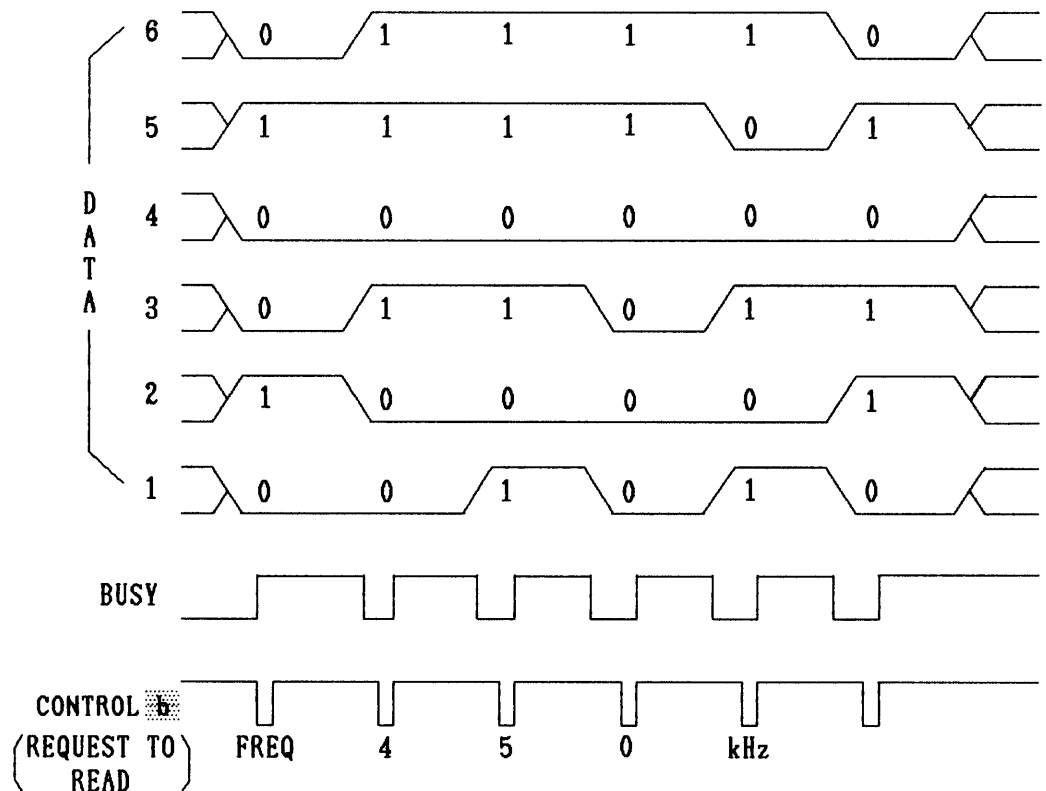 6 0 1 1 1 1 0
5 1 1 1 1 0 1
4 0 0 0 0 0 0
DATA
3 0 1 1 0 1 1
2 1 0 0 0 0 1
1 0 0 1 0 1 0
BUSY
CONTROL b
(REQUEST TO READ) FREQ 4 5 0 kHz